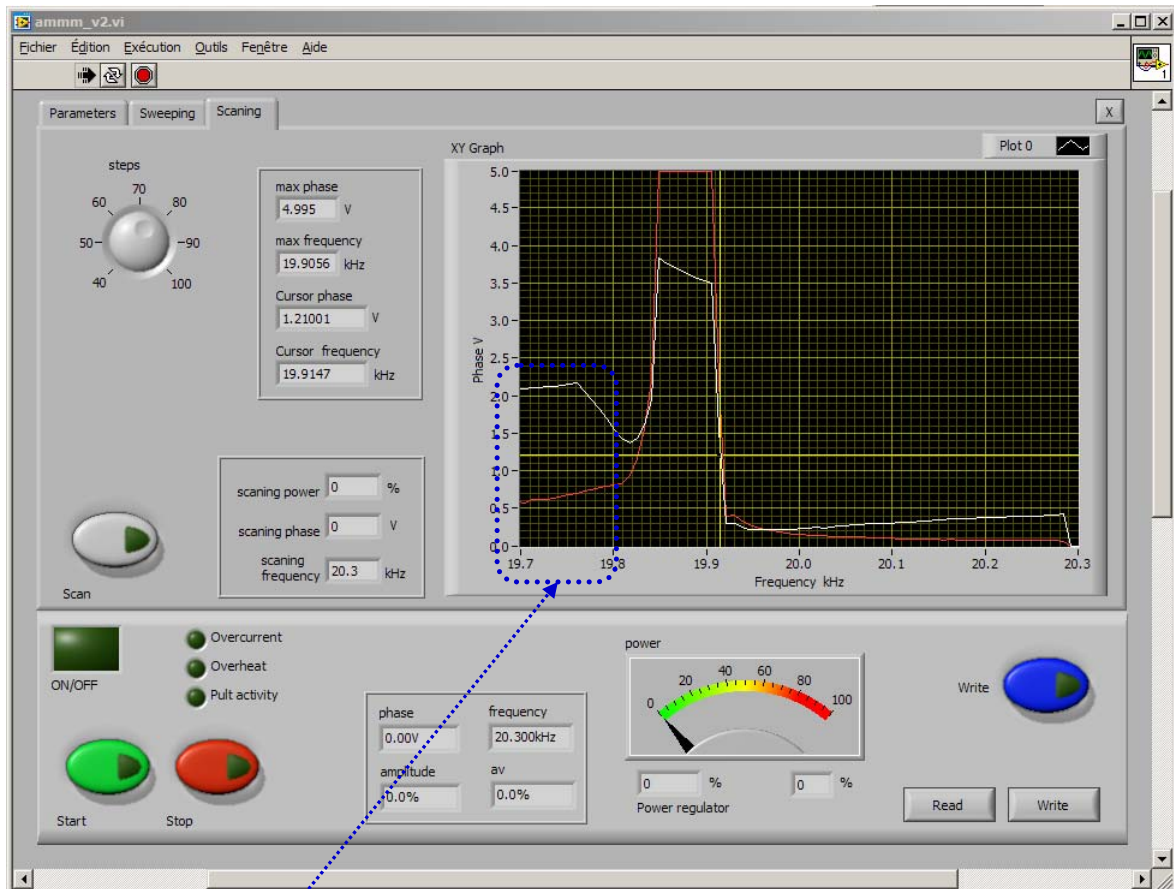 ammm_v2.vi
Fichier Édition Exécution Outils Fenêtre Aide
1
Parameters Sweeping Scaning
X
steps
40 50 60 70 80 90 100
max phase
4.995 V
max frequency
19.9056 kHz
Cursor phase
1.21001 V
Cursor frequency
19.9147 kHz
XY Graph
Plot 0
Phase V
5.0
4.5
4.0
3.5
3.0
2.5
2.0
1.5
1.0
0.5
0.0
19.7 19.8 19.9 20.0 20.1 20.2 20.3
Frequency kHz
scaning power 0 %
scaning phase 0 V
scaning
frequency 20.3 kHz
Scan
ON/OFF
Overcurrent
Overheat
Pult activity
Start Stop
phase frequency
0.00V 20.300kHz
amplitude av
0.0% 0.0%
power
0 20 40 60 80 100
0 % 0 %
Power regulator
Write
Read Write